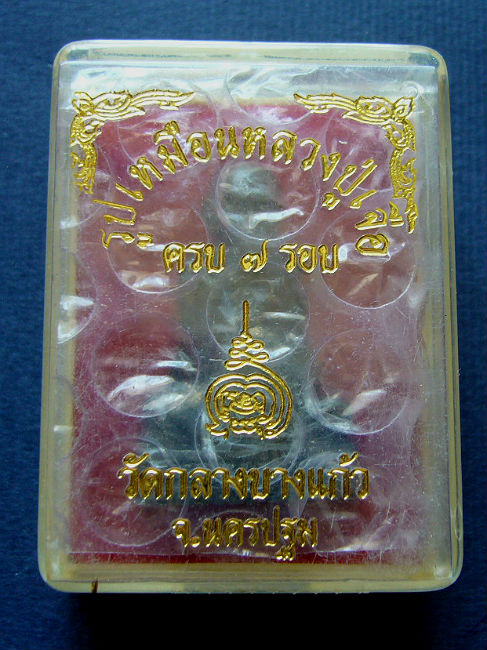 รูปเหมือนหลวงปู่เจือ
ครบ ๗ รอบ
วัดกลางบางแก้ว
จ.นครปฐม